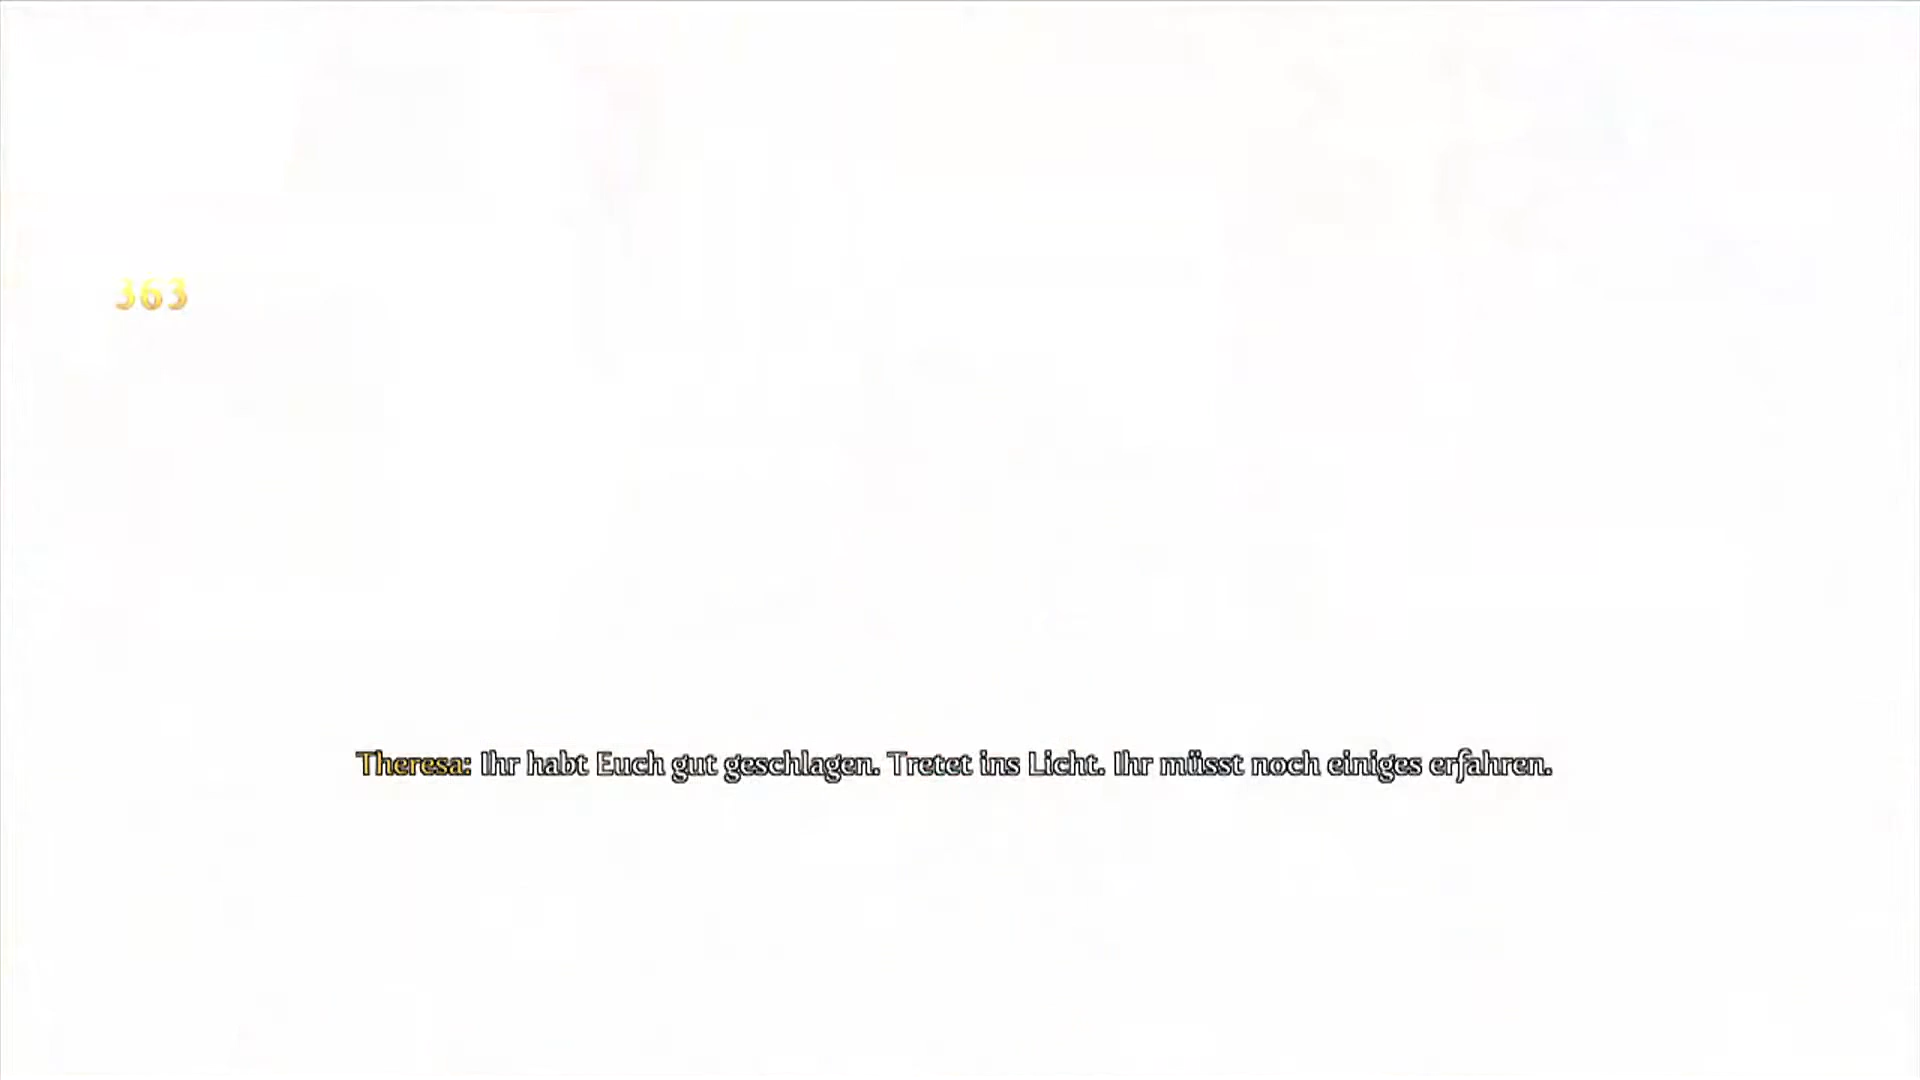 363
Theresa: Ihr habt Euch gut geschlagen. Tretet ins Licht. Ihr müsst noch einiges erfahren.